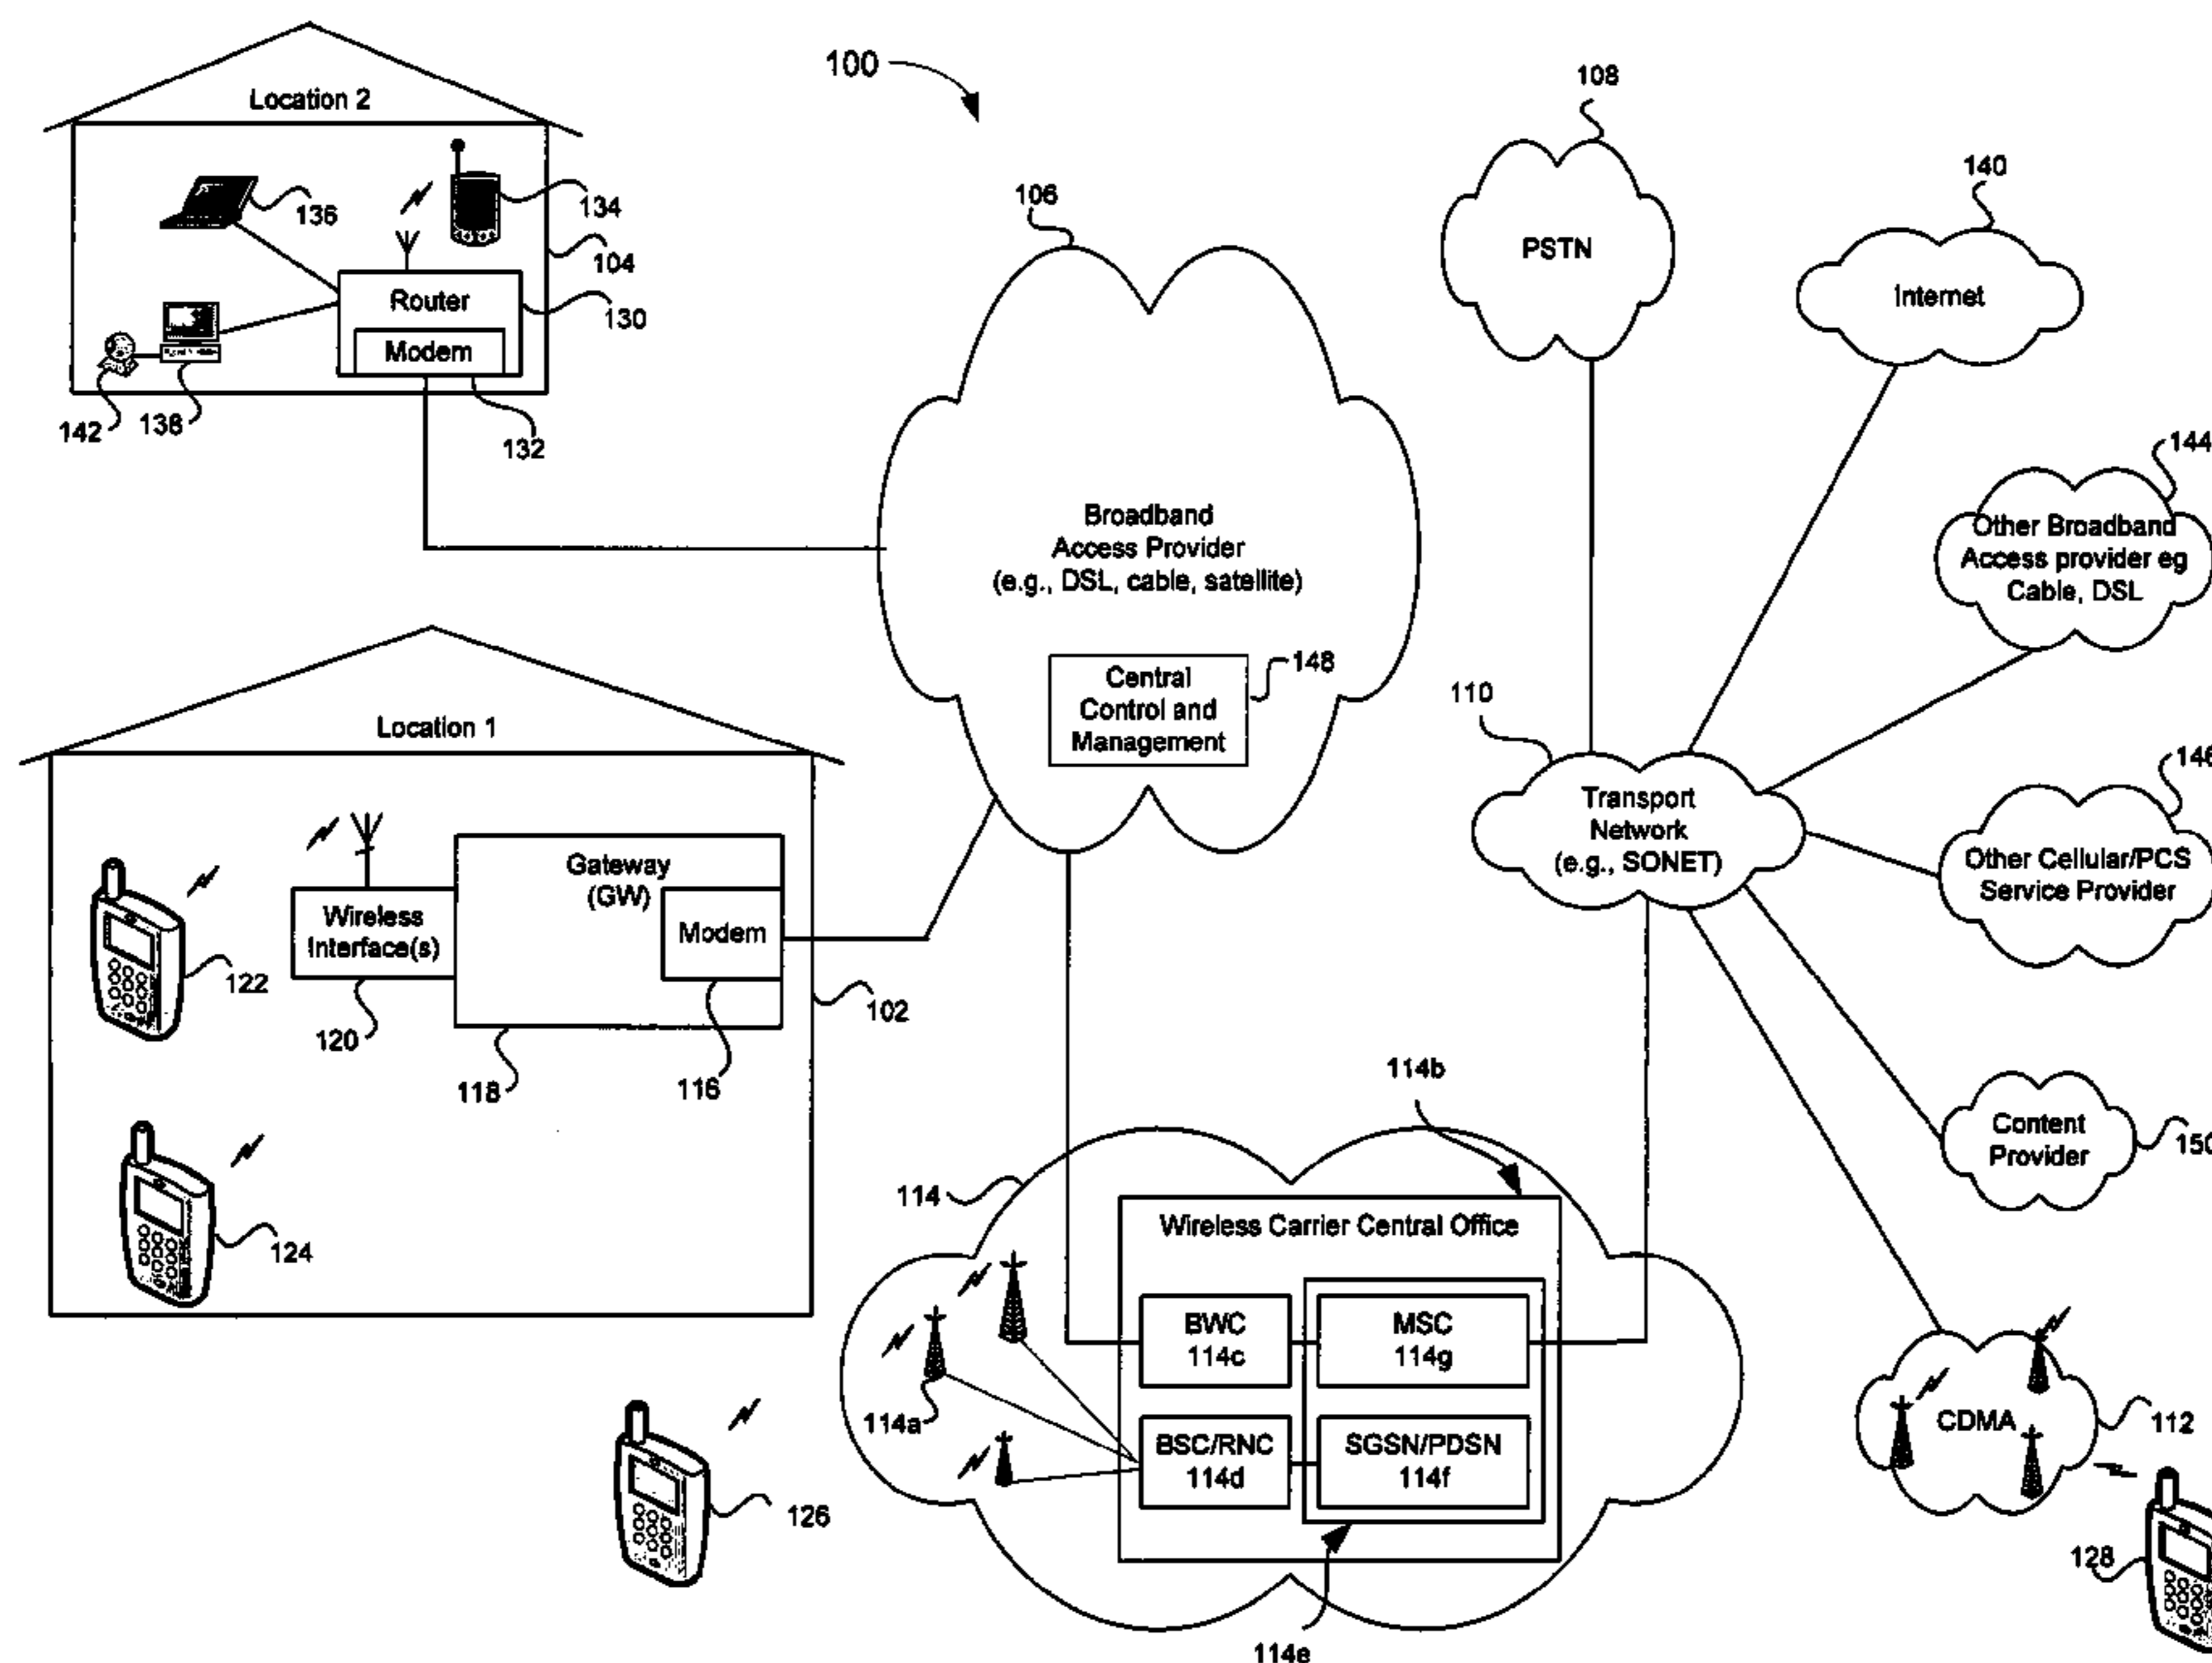 100
108
Location 2
140
106
136
134
104
PSTN
Internet
Router
130
Modem
142
138
132
144
Broadband
Access Provider
(e.g., DSL, cable, satellite)
Other Broadband
Access provider eg
Cable, DSL
148
Central
Control and
Management
110
Location 1
146
Transport
Network
(e.g., SONET)
Gateway
(GW)
Other Cellular/PCS
Service Provider
Wireless
Interface(s)
Modem
122
102
120
118
116
114b
Content
Provider
150
114
Wireless Carrier Central Office
124
BWC
114c
MSC
114g
114a
CDMA
112
BSC/RNC
114d
SGSN/PDSN
114f
126
128
114e